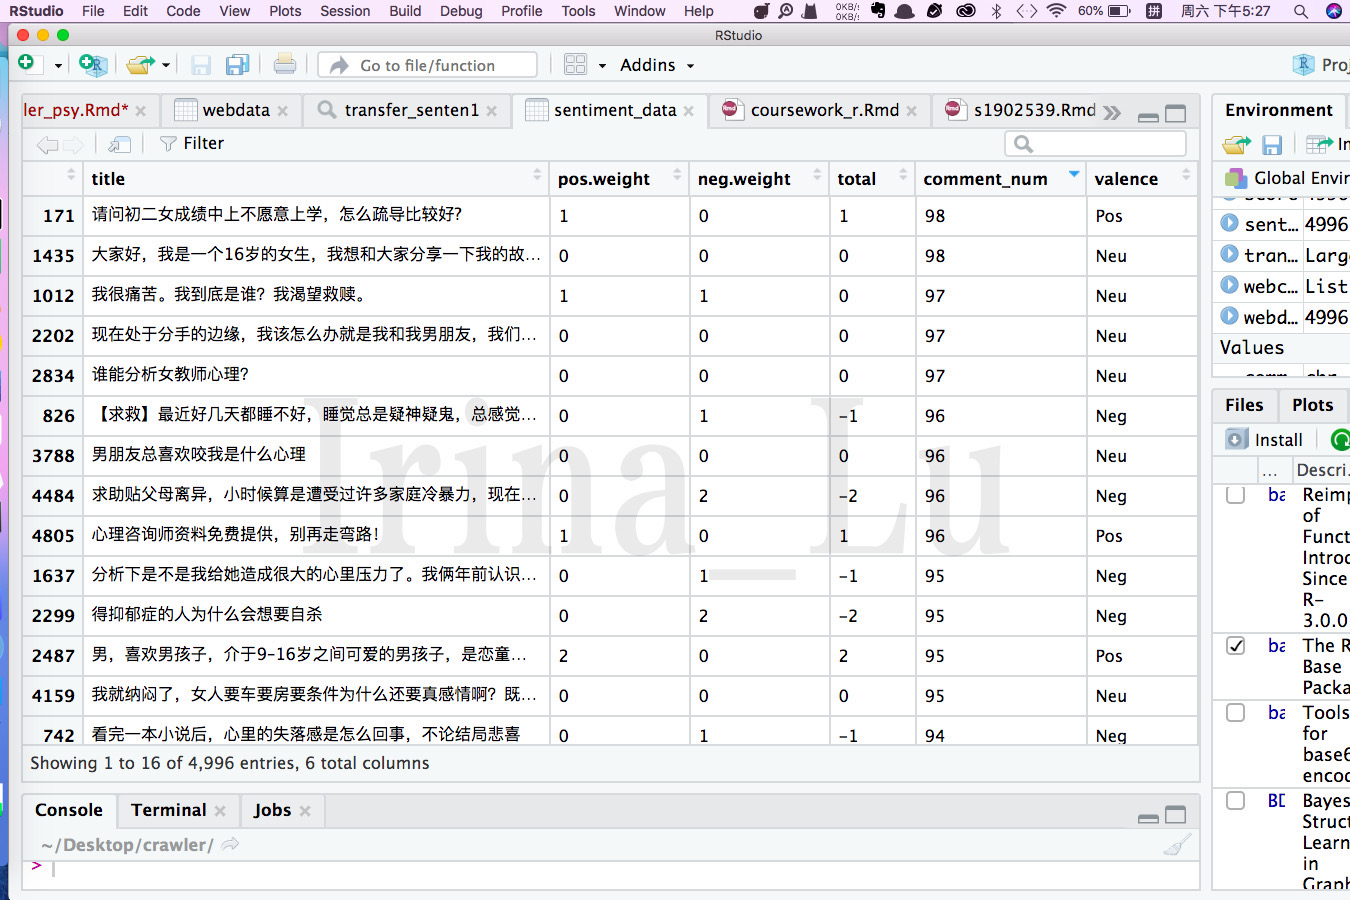 RStudio File Edit Code View Plots Session Build Debug Profile Tools Window Help 0KB/s 0KB/s 60% 拼 周六 下午5:27
RStudio
Go to file/function Addins
ler_psy.Rmd* webdata transfer_senten1 sentiment_data coursework_r.Rmd s1902539.Rmd
Filter
title pos.weight neg.weight total comment_num valence
171 请问初二女成绩中上不愿意上学，怎么疏导比较好? 1 0 1 98 Pos
1435 大家好，我是一个16岁的女生，我想和大家分享一下我的故… 0 0 0 98 Neu
1012 我很痛苦。我到底是谁？我渴望救赎。 1 1 0 97 Neu
2202 现在处于分手的边缘，我该怎么办就是我和我男朋友，我们… 0 0 0 97 Neu
2834 谁能分析女教师心理? 0 0 0 97 Neu
826 【求救】最近好几天都睡不好，睡觉总是疑神疑鬼，总感觉… 0 1 -1 96 Neg
3788 男朋友总喜欢咬我是什么心理 0 0 0 96 Neu
4484 求助贴父母离异，小时候算是遭受过许多家庭冷暴力，现在… 0 2 -2 96 Neg
4805 心理咨询师资料免费提供，别再走弯路！ 1 0 1 96 Pos
1637 分析下是不是我给她造成很大的心里压力了。我俩年前认识… 0 1 -1 95 Neg
2299 得抑郁症的人为什么会想要自杀 0 2 -2 95 Neg
2487 男，喜欢男孩子，介于9-16岁之间可爱的男孩子，是恋童… 2 0 2 95 Pos
4159 我就纳闷了，女人要车要房要条件为什么还要真感情啊？既… 0 0 0 95 Neu
742 看完一本小说后，心里的失落感是怎么回事，不论结局悲喜 0 1 -1 94 Neg
Showing 1 to 16 of 4,996 entries, 6 total columns
Irina_Lu
Console Terminal Jobs
~/Desktop/crawler/
>
Proj
Environment
Global Envir
sent… 4996
tran… Larg
webc… List
webd… 4996
Values
Files Plots
Install
… Descri
ba Reimp
of
Funct
Introd
Since
R-
3.0.0
ba The R
Base
Packa
ba Tools
for
base6
encod
BD Bayes
Struct
Learn
in
Graph